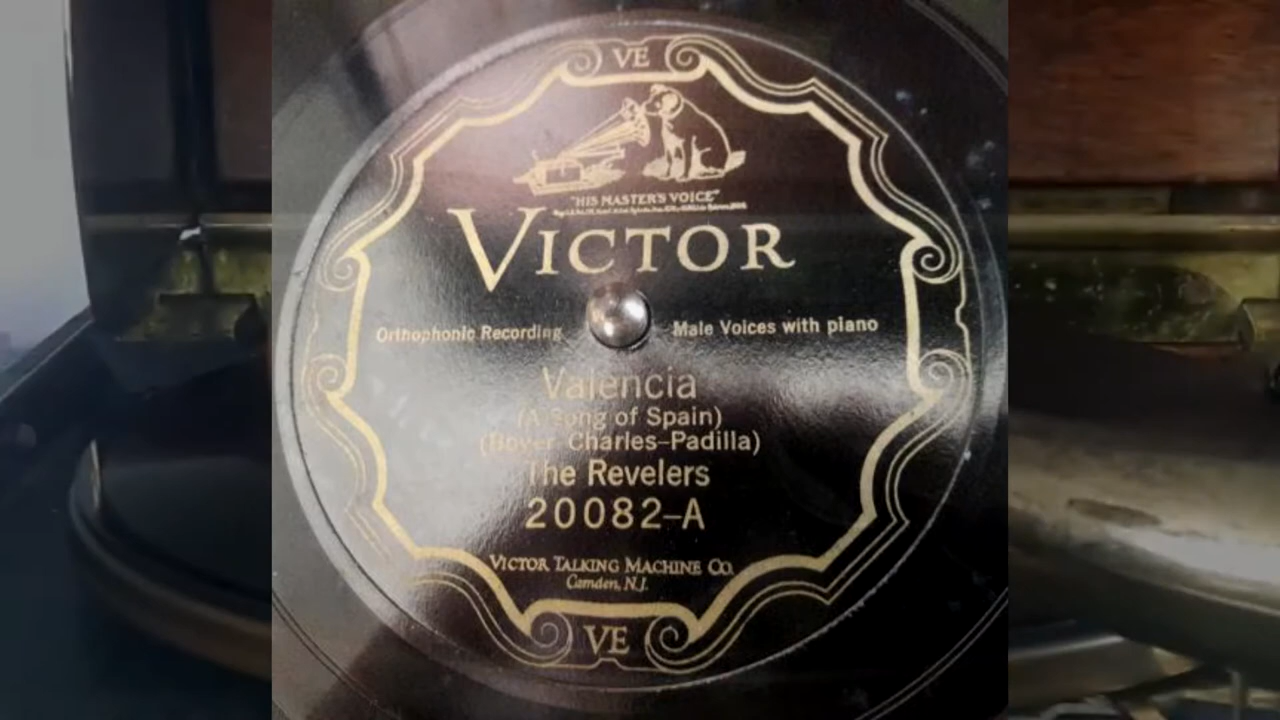 VE
"HIS MASTER'S VOICE"
VICTOR
Orthophonic Recording
Male Voices with piano
Valencia
(A Song of Spain)
(Boyer Charles–Padilla)
The Revelers
20082–A
VICTOR TALKING MACHINE CO.
Camden, N.J.
VE